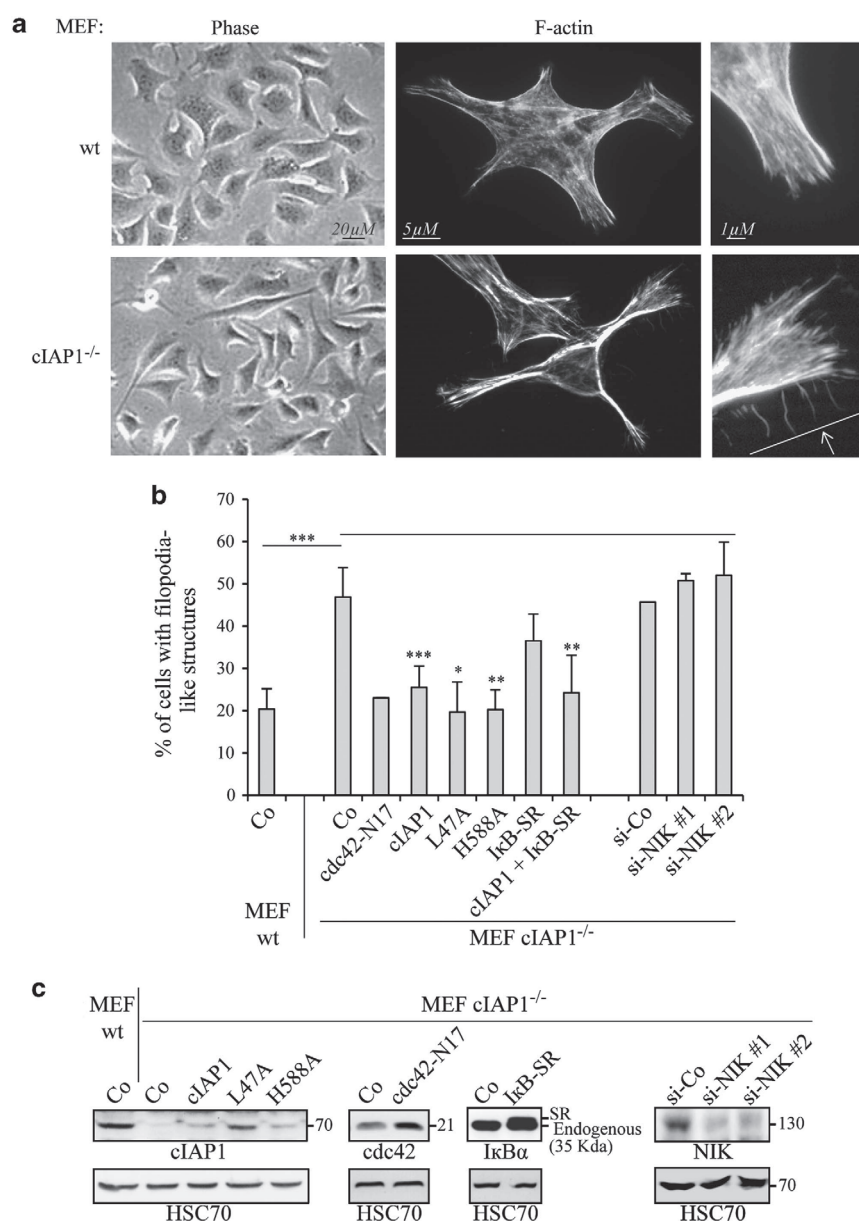 a MEF: Phase F-actin
wt
20µM 5µM 1µM
cIAP1-/-
b
70
60
50
40
30
20
10
0
% of cells with filopodia-
like structures
***
*** * ** **
Co Co cdc42-N17 cIAP1 L47A H588A IκB-SR cIAP1 + IκB-SR si-Co si-NIK #1 si-NIK #2
MEF
wt
MEF cIAP1-/-
c
MEF
wt
MEF cIAP1-/-
Co Co cIAP1 L47A H588A Co cdc42-N17 Co IκB-SR si-Co si-NIK #1 si-NIK #2
70 21 SR
Endogenous
(35 Kda)
130
cIAP1 cdc42 IκBα NIK
70
HSC70 HSC70 HSC70 HSC70